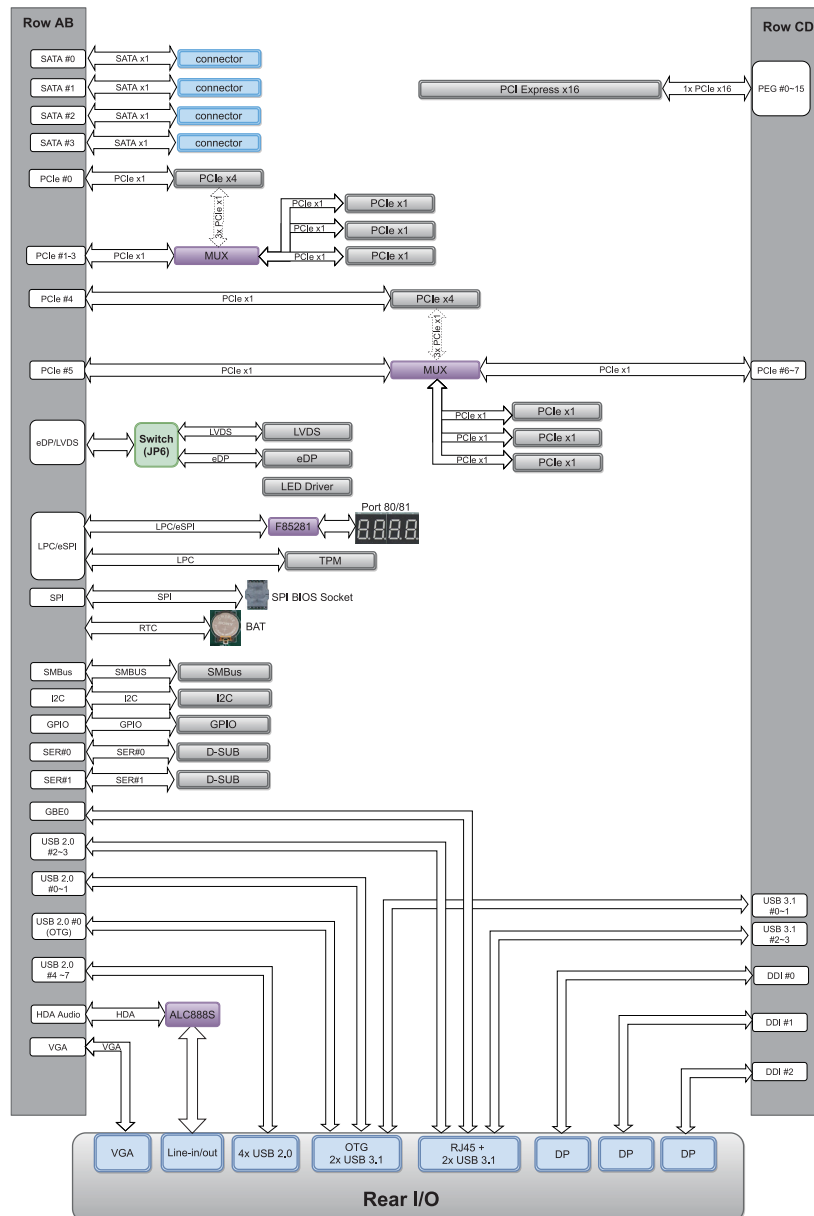 Row AB
Row CD
SATA #0
SATA x1
connector
SATA #1
SATA x1
connector
PCI Express x16
1x PCIe x16
PEG #0~15
SATA #2
SATA x1
connector
SATA #3
SATA x1
connector
PCIe #0
PCIe x1
PCIe x4
3x PCIe x1
PCIe x1
PCIe x1
PCIe x1
PCIe x1
PCIe #1-3
PCIe x1
MUX
PCIe x1
PCIe x1
PCIe #4
PCIe x1
PCIe x4
3x PCIe x1
PCIe #5
PCIe x1
MUX
PCIe x1
PCIe #6~7
PCIe x1
PCIe x1
PCIe x1
PCIe x1
PCIe x1
PCIe x1
eDP/LVDS
Switch
(JP6)
LVDS
LVDS
eDP
eDP
LED Driver
Port 80/81
LPC/eSPI
LPC/eSPI
F85281
8.8.8.8
LPC
TPM
SPI
SPI
SPI BIOS Socket
RTC
BAT
SMBus
SMBUS
SMBus
I2C
I2C
I2C
GPIO
GPIO
GPIO
SER#0
SER#0
D-SUB
SER#1
SER#1
D-SUB
GBE0
USB 2.0
#2~3
USB 2.0
#0~1
USB 3.1
#0~1
USB 2.0 #0
(OTG)
USB 3.1
#2~3
USB 2.0
#4 ~7
DDI #0
HDA Audio
HDA
ALC888S
DDI #1
VGA
VGA
DDI #2
VGA
Line-in/out
4x USB 2.0
OTG
2x USB 3.1
RJ45 +
2x USB 3.1
DP
DP
DP
Rear I/O